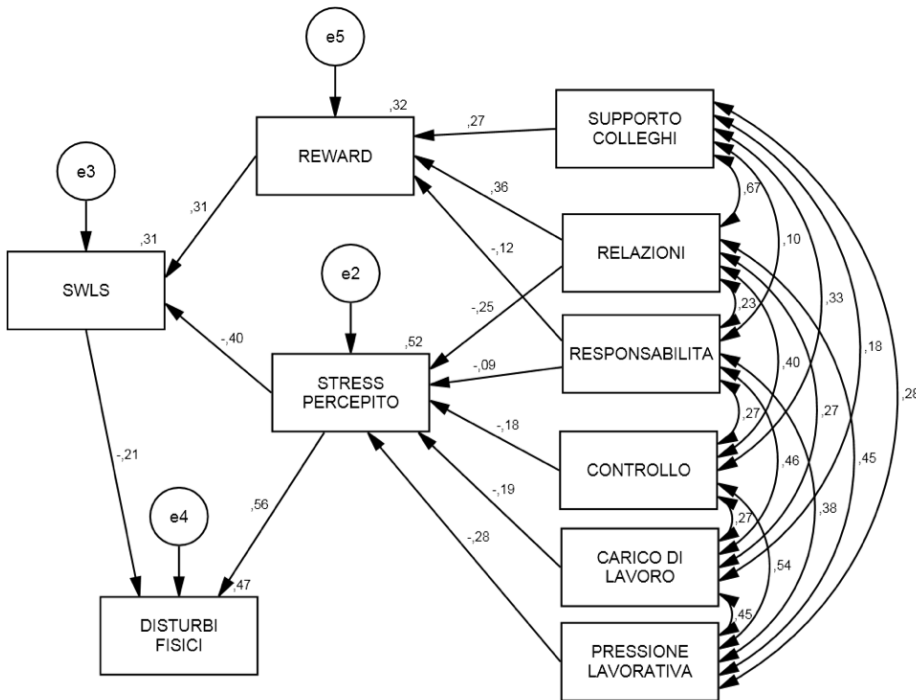 e5
,32
REWARD
,27
SUPPORTO
COLLEGHI
e3
,31
,31
SWLS
,36
-,12
,67
RELAZIONI
,10
e2
-,25
,23
,33
,18
,28
-,40
,52
STRESS
PERCEPITO
-,09
RESPONSABILITA
,40
,27
,45
-,18
,27
,46
CONTROLLO
,38
-,21
,56
-,19
-,28
,27
,54
e4
,47
DISTURBI
FISICI
CARICO DI
LAVORO
,45
PRESSIONE
LAVORATIVA